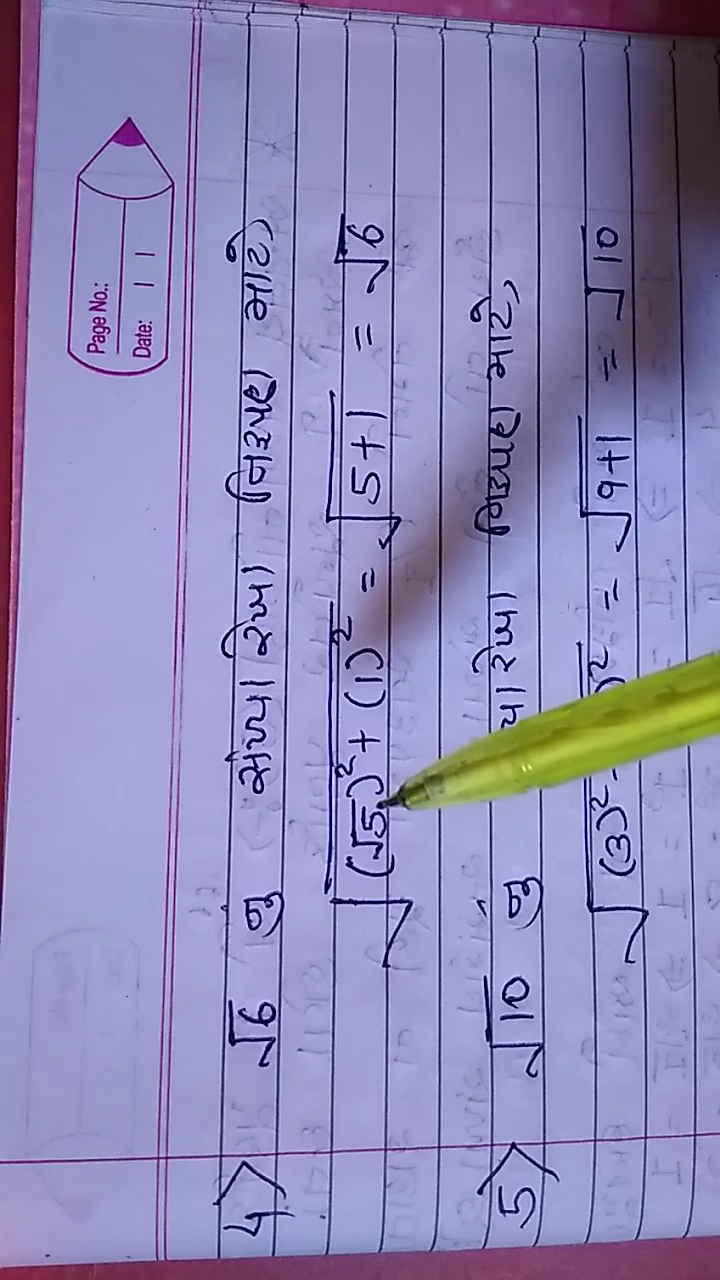 Page No.:
Date: | |
4> √6 નુ સંખ્યા રેખા નિરૂપણ માટે,
√(√5)² + (1)² = √5+1 = √6
5> √10 નુ રેખા નિરૂપણ માટે,
√(3)² )² = √9+1 = √10